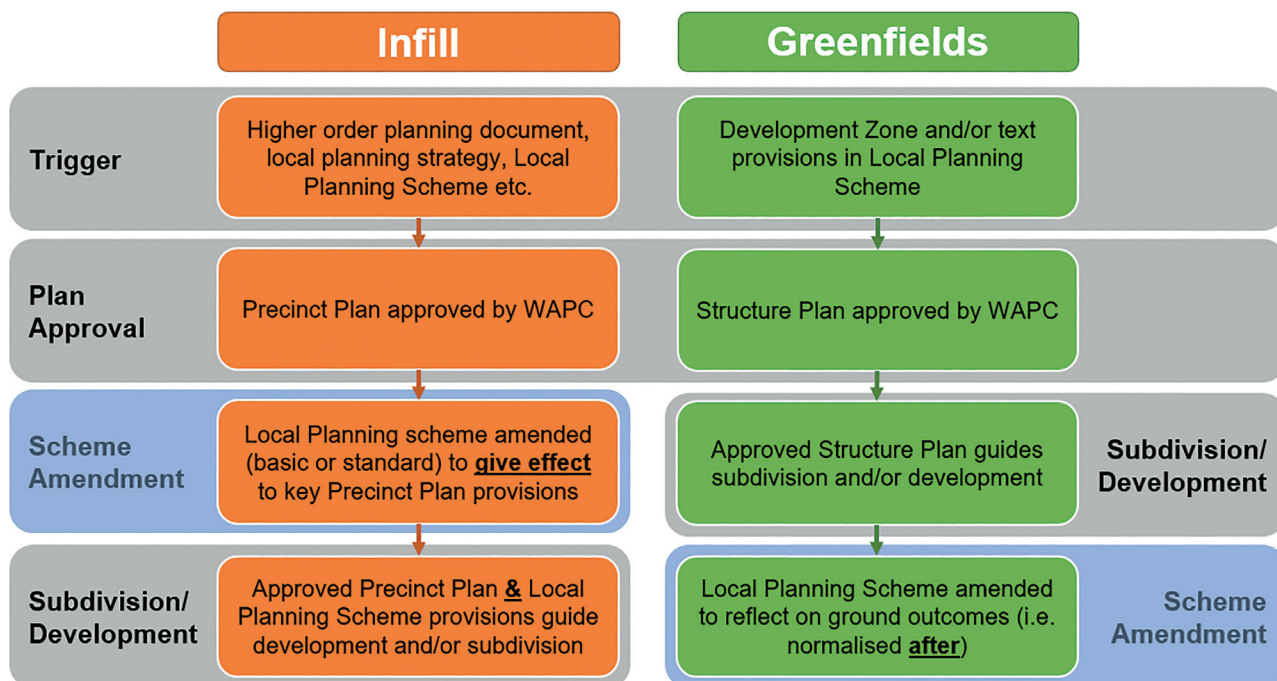 Infill
Greenfields
Trigger
Higher order planning document,
local planning strategy, Local
Planning Scheme etc.
Development Zone and/or text
provisions in Local Planning
Scheme
Plan
Approval
Precinct Plan approved by WAPC
Structure Plan approved by WAPC
Scheme
Amendment
Local Planning scheme amended
(basic or standard) to give effect
to key Precinct Plan provisions
Approved Structure Plan guides
subdivision and/or development
Subdivision/
Development
Subdivision/
Development
Approved Precinct Plan & Local
Planning Scheme provisions guide
development and/or subdivision
Local Planning Scheme amended
to reflect on ground outcomes (i.e.
normalised after)
Scheme
Amendment